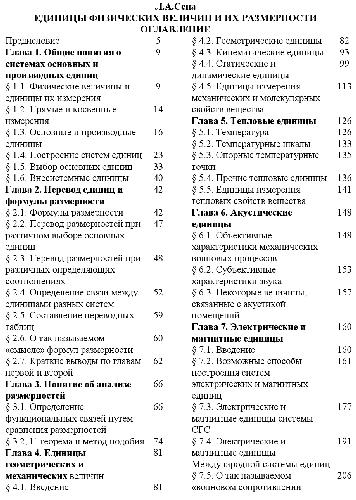 Л.А.Сена
ЕДИНИЦЫ ФИЗИЧЕСКИХ ВЕЛИЧИН И ИХ РАЗМЕРНОСТИ
ОГЛАВЛЕНИЕ
Предисловие 5
Глава 1. Общие понятия о 9
системах основных и
производных единиц
§ 1.1. Физические величины и 9
единицы их измерения
§ 1.2. Прямые и косвенные 14
измерения
§ 1.3. Основные и производные 16
единицы
§ 1.4. Построение систем единиц 23
§ 1.5. Выбор основных единиц 33
§ 1.6. Внесистемные единицы 40
Глава 2. Перевод единиц и 42
формулы размерности
§ 2.1. Формулы размерности 42
§ 2.2. Перевод размерностей при 47
различном выборе основных
единиц
§ 2.3. Перевод размерностей при 48
различных определяющих
соотношениях
§ 2.4. Определение связи между 52
единицами разных систем
§ 2.5. Составление переводных 59
таблиц
§ 2.6. О так называемом 60
«смысле» формул размерности
§ 2.7. Краткие выводы по главам 62
первой и второй
Глава 3. Понятие об анализе 66
размерностей
§ 3.1. Определение 66
функциональных связей путем
сравнения размерностей
§ 3.2. П-теорема и метод подобия 74
Глава 4. Единицы 81
геометрических и
механических величин
§ 4.1. Введение 81
§ 4.2. Геометрические единицы 82
§ 4.3. Кинематические единицы 93
§ 4.4. Статические и 99
динамические единицы
§ 4.5. Единицы измерения 113
механических и молекулярных
свойств вещества
Глава 5. Тепловые единицы 126
§ 5.1. Температура 126
§ 5.2. Температурные шкалы 133
§ 5.3. Опорные температурные 135
точки
§ 5.4. Прочие тепловые единицы 136
§ 5.5. Единицы измерения 141
тепловых свойств вещества
Глава 6. Акустические 148
единицы
§ 6.1. Объективные 148
характеристики механических
волновых процессов
§ 6.2. Субъективные 153
характеристики звука
§ 6.3. Некоторые величины, 157
связанные с акустикой
помещений
Глава 7. Электрические и 160
магнитные единицы
§ 7.1. Введение 160
§ 7.2. Возможные способы 161
построения систем
электрических и магнитных
единиц
§ 7.3. Электрические и 177
магнитные единицы системы
СГС
§ 7.4. Электрические и 191
магнитные единицы
Международной системы единиц
§ 7.5. О так называемом 206
«волновом сопротивлении